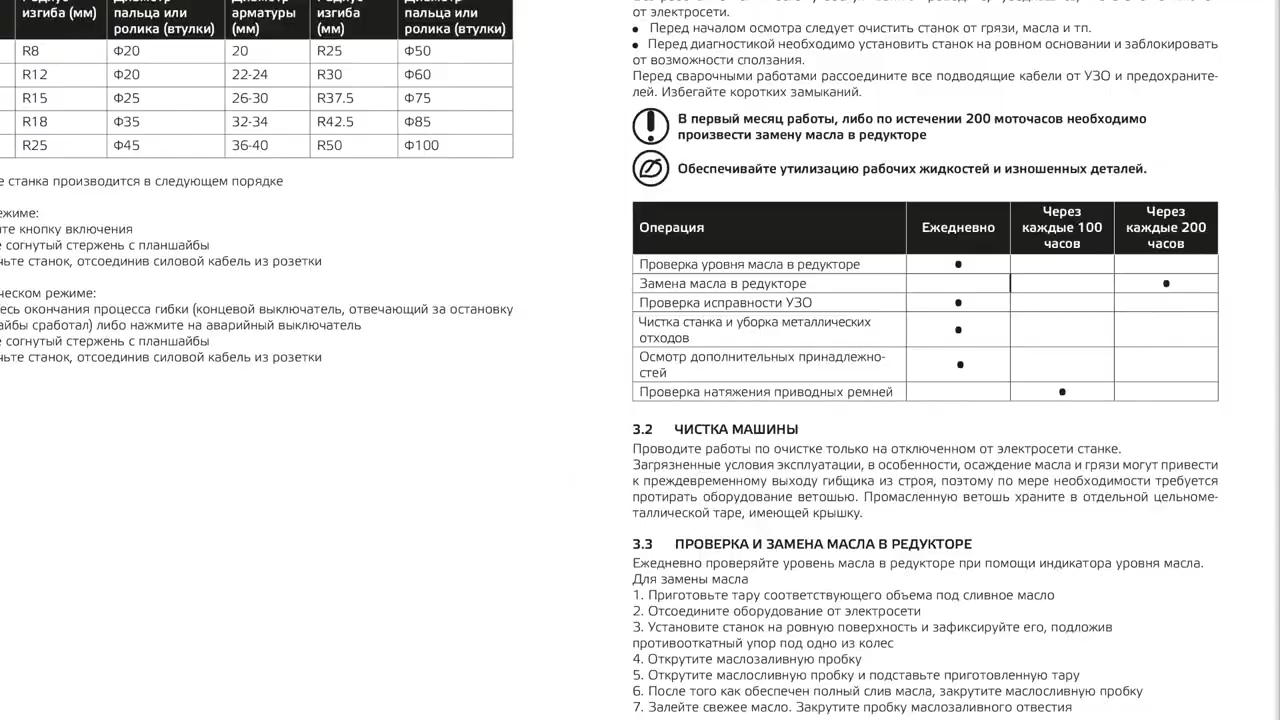 изгиба (мм)
пальца или
ролика (втулки)
арматуры
(мм)
изгиба
(мм)
пальца или
ролика (втулки)
R8 Ф20 20 R25 Ф50
R12 Ф20 22-24 R30 Ф60
R15 Ф25 26-30 R37.5 Ф75
R18 Ф35 32-34 R42.5 Ф85
R25 Ф45 36-40 R50 Ф100
е станка производится в следующем порядке
ежиме:
те кнопку включения
е согнутый стержень с планшайбы
чьте станок, отсоединив силовой кабель из розетки
ческом режиме:
есь окончания процесса гибки (концевой выключатель, отвечающий за остановку
айбы сработал) либо нажмите на аварийный выключатель
е согнутый стержень с планшайбы
чьте станок, отсоединив силовой кабель из розетки
от электросети.
● Перед началом осмотра следует очистить станок от грязи, масла и тп.
● Перед диагностикой необходимо установить станок на ровном основании и заблокировать
от возможности сползания.
Перед сварочными работами рассоедините все подводящие кабели от УЗО и предохраните-
лей. Избегайте коротких замыканий.
В первый месяц работы, либо по истечении 200 моточасов необходимо
произвести замену масла в редукторе
Обеспечивайте утилизацию рабочих жидкостей и изношенных деталей.
Операция
Ежедневно
Через
каждые 100
часов
Через
каждые 200
часов
Проверка уровня масла в редукторе ●
Замена масла в редукторе ●
Проверка исправности УЗО ●
Чистка станка и уборка металлических
отходов ●
Осмотр дополнительных принадлежно-
стей ●
Проверка натяжения приводных ремней ●
3.2 ЧИСТКА МАШИНЫ
Проводите работы по очистке только на отключенном от электросети станке.
Загрязненные условия эксплуатации, в особенности, осаждение масла и грязи могут привести
к преждевременному выходу гибщика из строя, поэтому по мере необходимости требуется
протирать оборудование ветошью. Промасленную ветошь храните в отдельной цельноме-
таллической таре, имеющей крышку.
3.3 ПРОВЕРКА И ЗАМЕНА МАСЛА В РЕДУКТОРЕ
Ежедневно проверяйте уровень масла в редукторе при помощи индикатора уровня масла.
Для замены масла
1. Приготовьте тару соответствующего объема под сливное масло
2. Отсоедините оборудование от электросети
3. Установите станок на ровную поверхность и зафиксируйте его, подложив
противооткатный упор под одно из колес
4. Открутите маслозаливную пробку
5. Открутите маслосливную пробку и подставьте приготовленную тару
6. После того как обеспечен полный слив масла, закрутите маслосливную пробку
7. Залейте свежее масло. Закрутите пробку маслозаливного отвестия